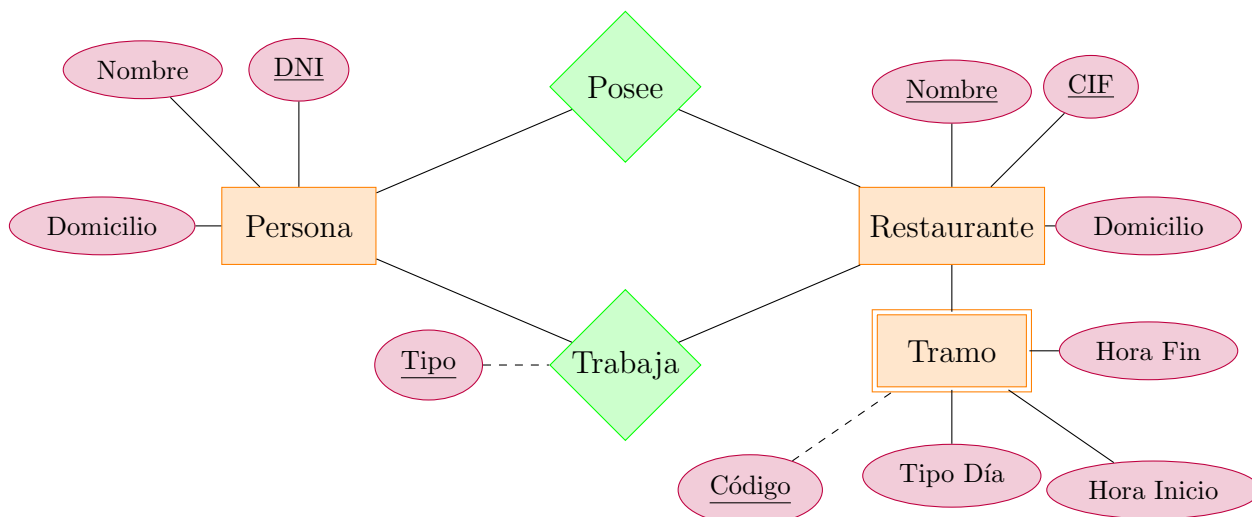 Nombre
DNI
Posee
Nombre
CIF
Domicilio
Persona
Restaurante
Domicilio
Tipo
Trabaja
Tramo
Hora Fin
Código
Tipo Día
Hora Inicio